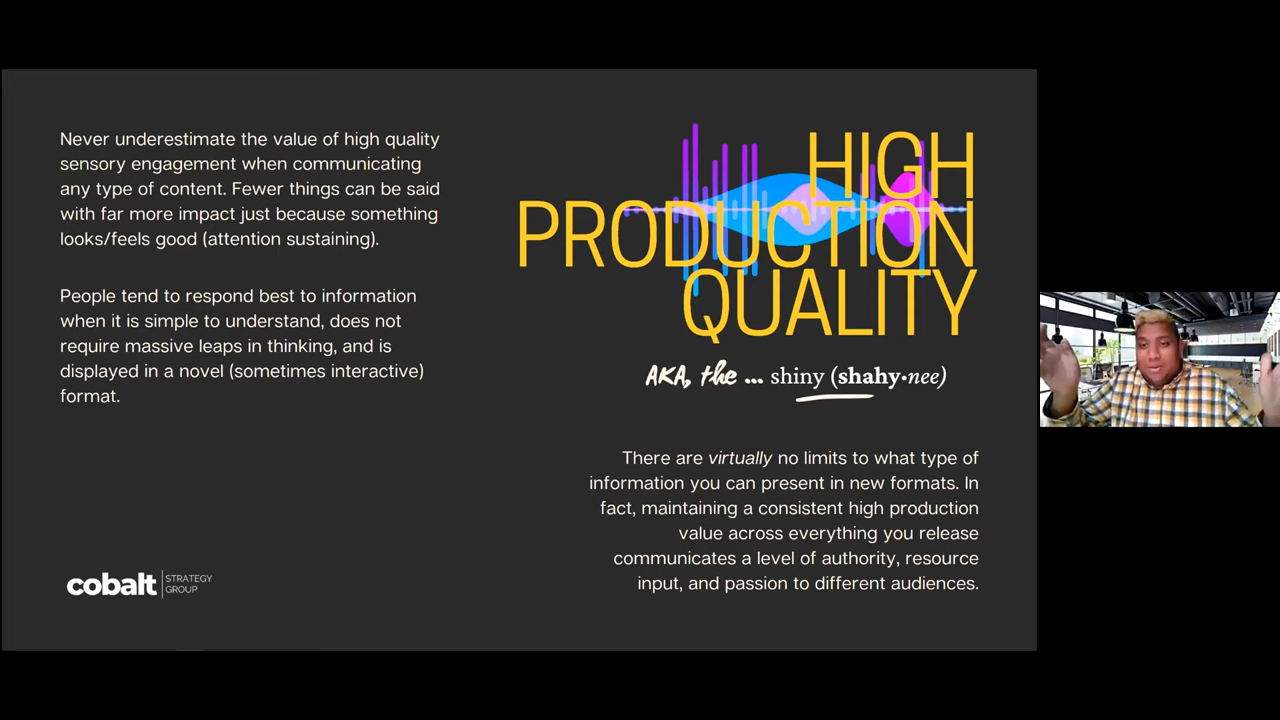 Never underestimate the value of high quality
sensory engagement when communicating
any type of content. Fewer things can be said
with far more impact just because something
looks/feels good (attention sustaining).
People tend to respond best to information
when it is simple to understand, does not
require massive leaps in thinking, and is
displayed in a novel (sometimes interactive)
format.
HIGH
PRODUCTION
QUALITY
AKA, the ... shiny (shahy•nee)
There are virtually no limits to what type of
information you can present in new formats. In
fact, maintaining a consistent high production
value across everything you release
communicates a level of authority, resource
input, and passion to different audiences.
cobalt STRATEGY
GROUP